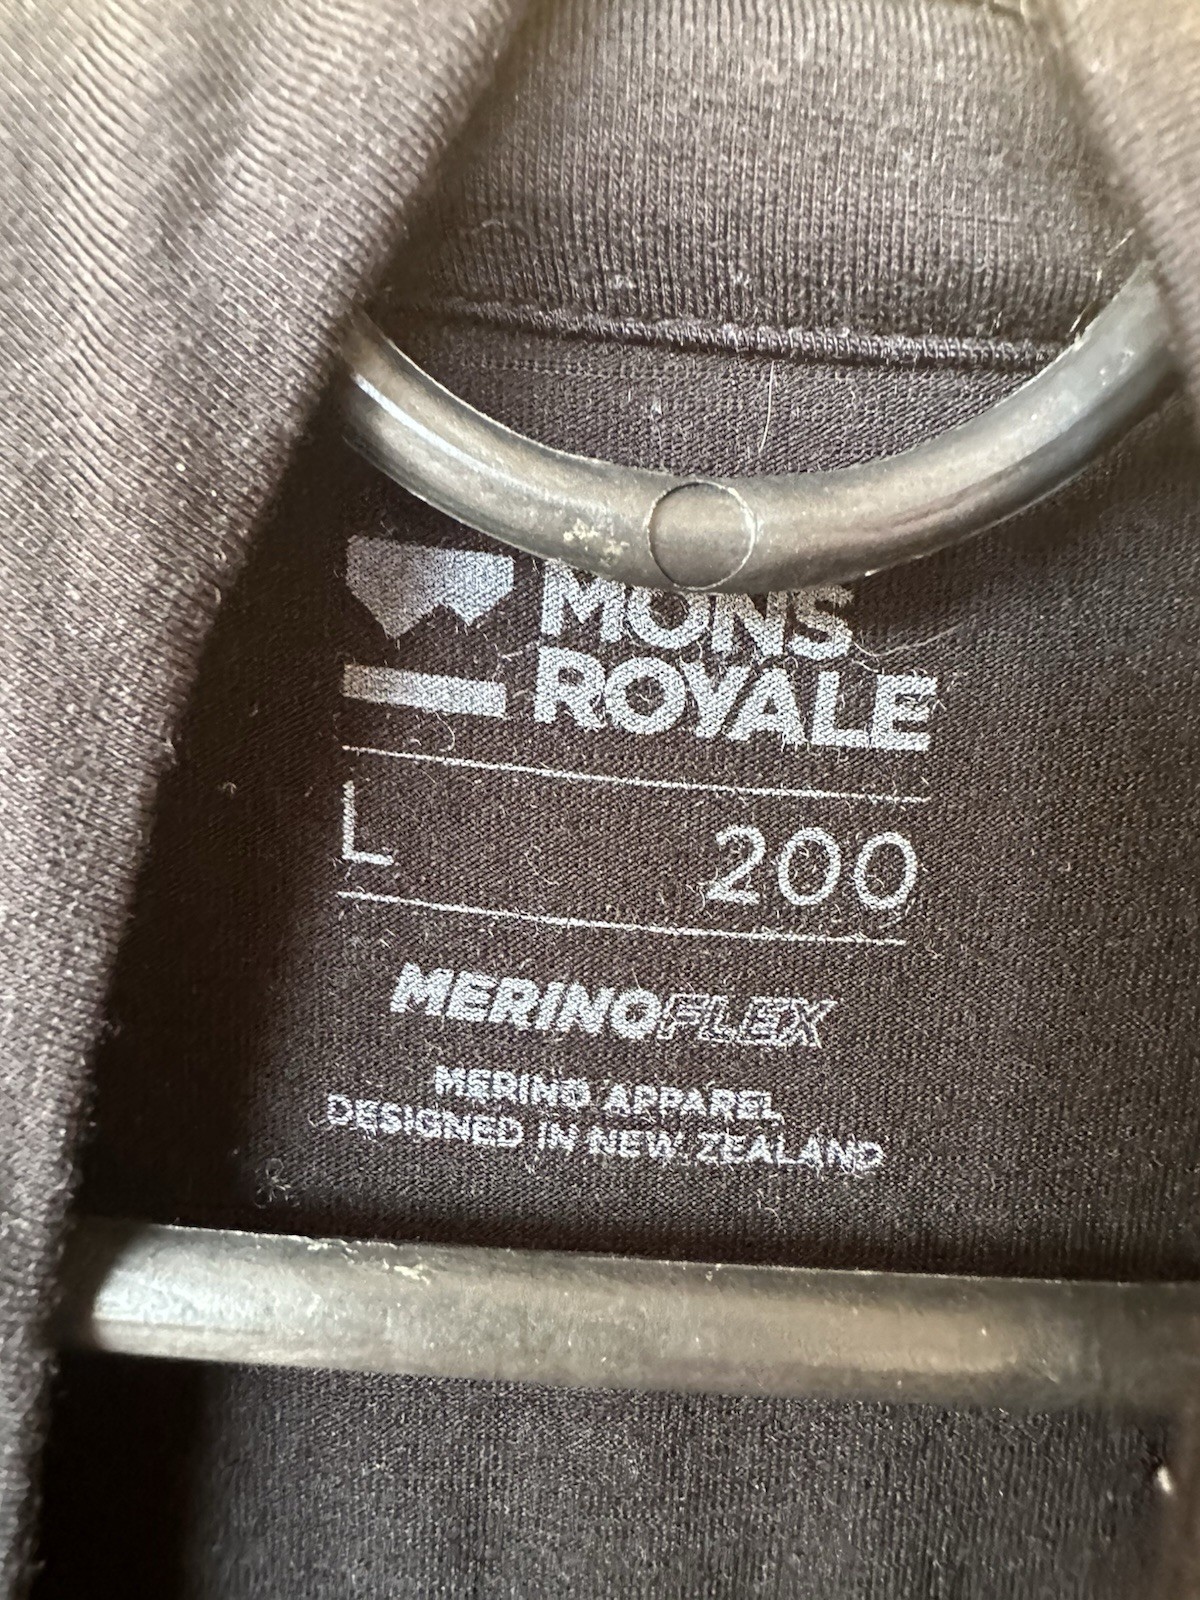 MONS
ROYALE
L 200
MERINOFLEX
MERINO APPAREL
DESIGNED IN NEW ZEALAND